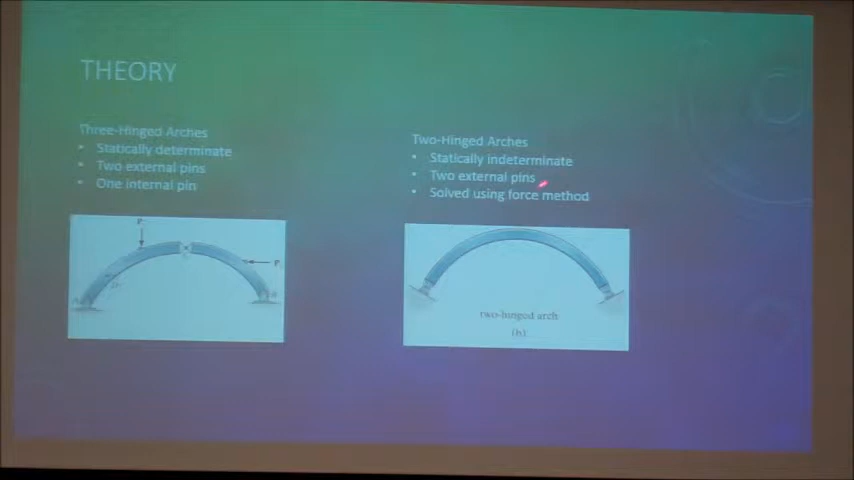 THEORY
Three-Hinged Arches
• Statically determinate
• Two external pins
• One internal pin
Two-Hinged Arches
• Statically indeterminate
• Two external pins
• Solved using force method
two-hinged arch
(b)